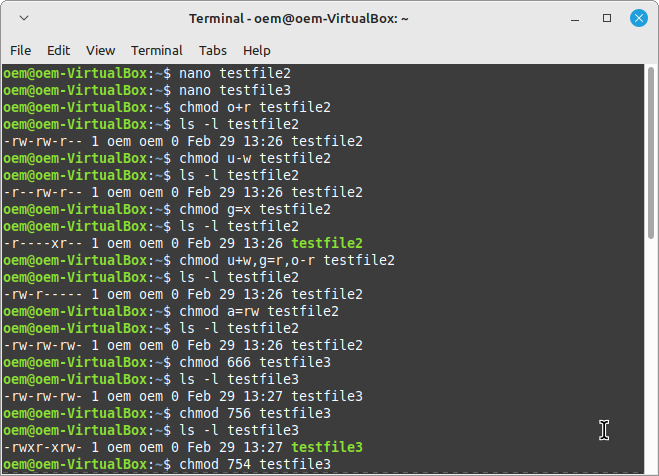 Terminal - oem@oem-VirtualBox: ~
File Edit View Terminal Tabs Help
oem@oem-VirtualBox:~$ nano testfile2
oem@oem-VirtualBox:~$ nano testfile3
oem@oem-VirtualBox:~$ chmod o+r testfile2
oem@oem-VirtualBox:~$ ls -l testfile2
-rw-rw-r-- 1 oem oem 0 Feb 29 13:26 testfile2
oem@oem-VirtualBox:~$ chmod u-w testfile2
oem@oem-VirtualBox:~$ ls -l testfile2
-r--rw-r-- 1 oem oem 0 Feb 29 13:26 testfile2
oem@oem-VirtualBox:~$ chmod g=x testfile2
oem@oem-VirtualBox:~$ ls -l testfile2
-r----xr-- 1 oem oem 0 Feb 29 13:26 testfile2
oem@oem-VirtualBox:~$ chmod u+w,g=r,o-r testfile2
oem@oem-VirtualBox:~$ ls -l testfile2
-rw-r----- 1 oem oem 0 Feb 29 13:26 testfile2
oem@oem-VirtualBox:~$ chmod a=rw testfile2
oem@oem-VirtualBox:~$ ls -l testfile2
-rw-rw-rw- 1 oem oem 0 Feb 29 13:26 testfile2
oem@oem-VirtualBox:~$ chmod 666 testfile3
oem@oem-VirtualBox:~$ ls -l testfile3
-rw-rw-rw- 1 oem oem 0 Feb 29 13:27 testfile3
oem@oem-VirtualBox:~$ chmod 756 testfile3
oem@oem-VirtualBox:~$ ls -l testfile3
-rwxr-xrw- 1 oem oem 0 Feb 29 13:27 testfile3
oem@oem-VirtualBox:~$ chmod 754 testfile3